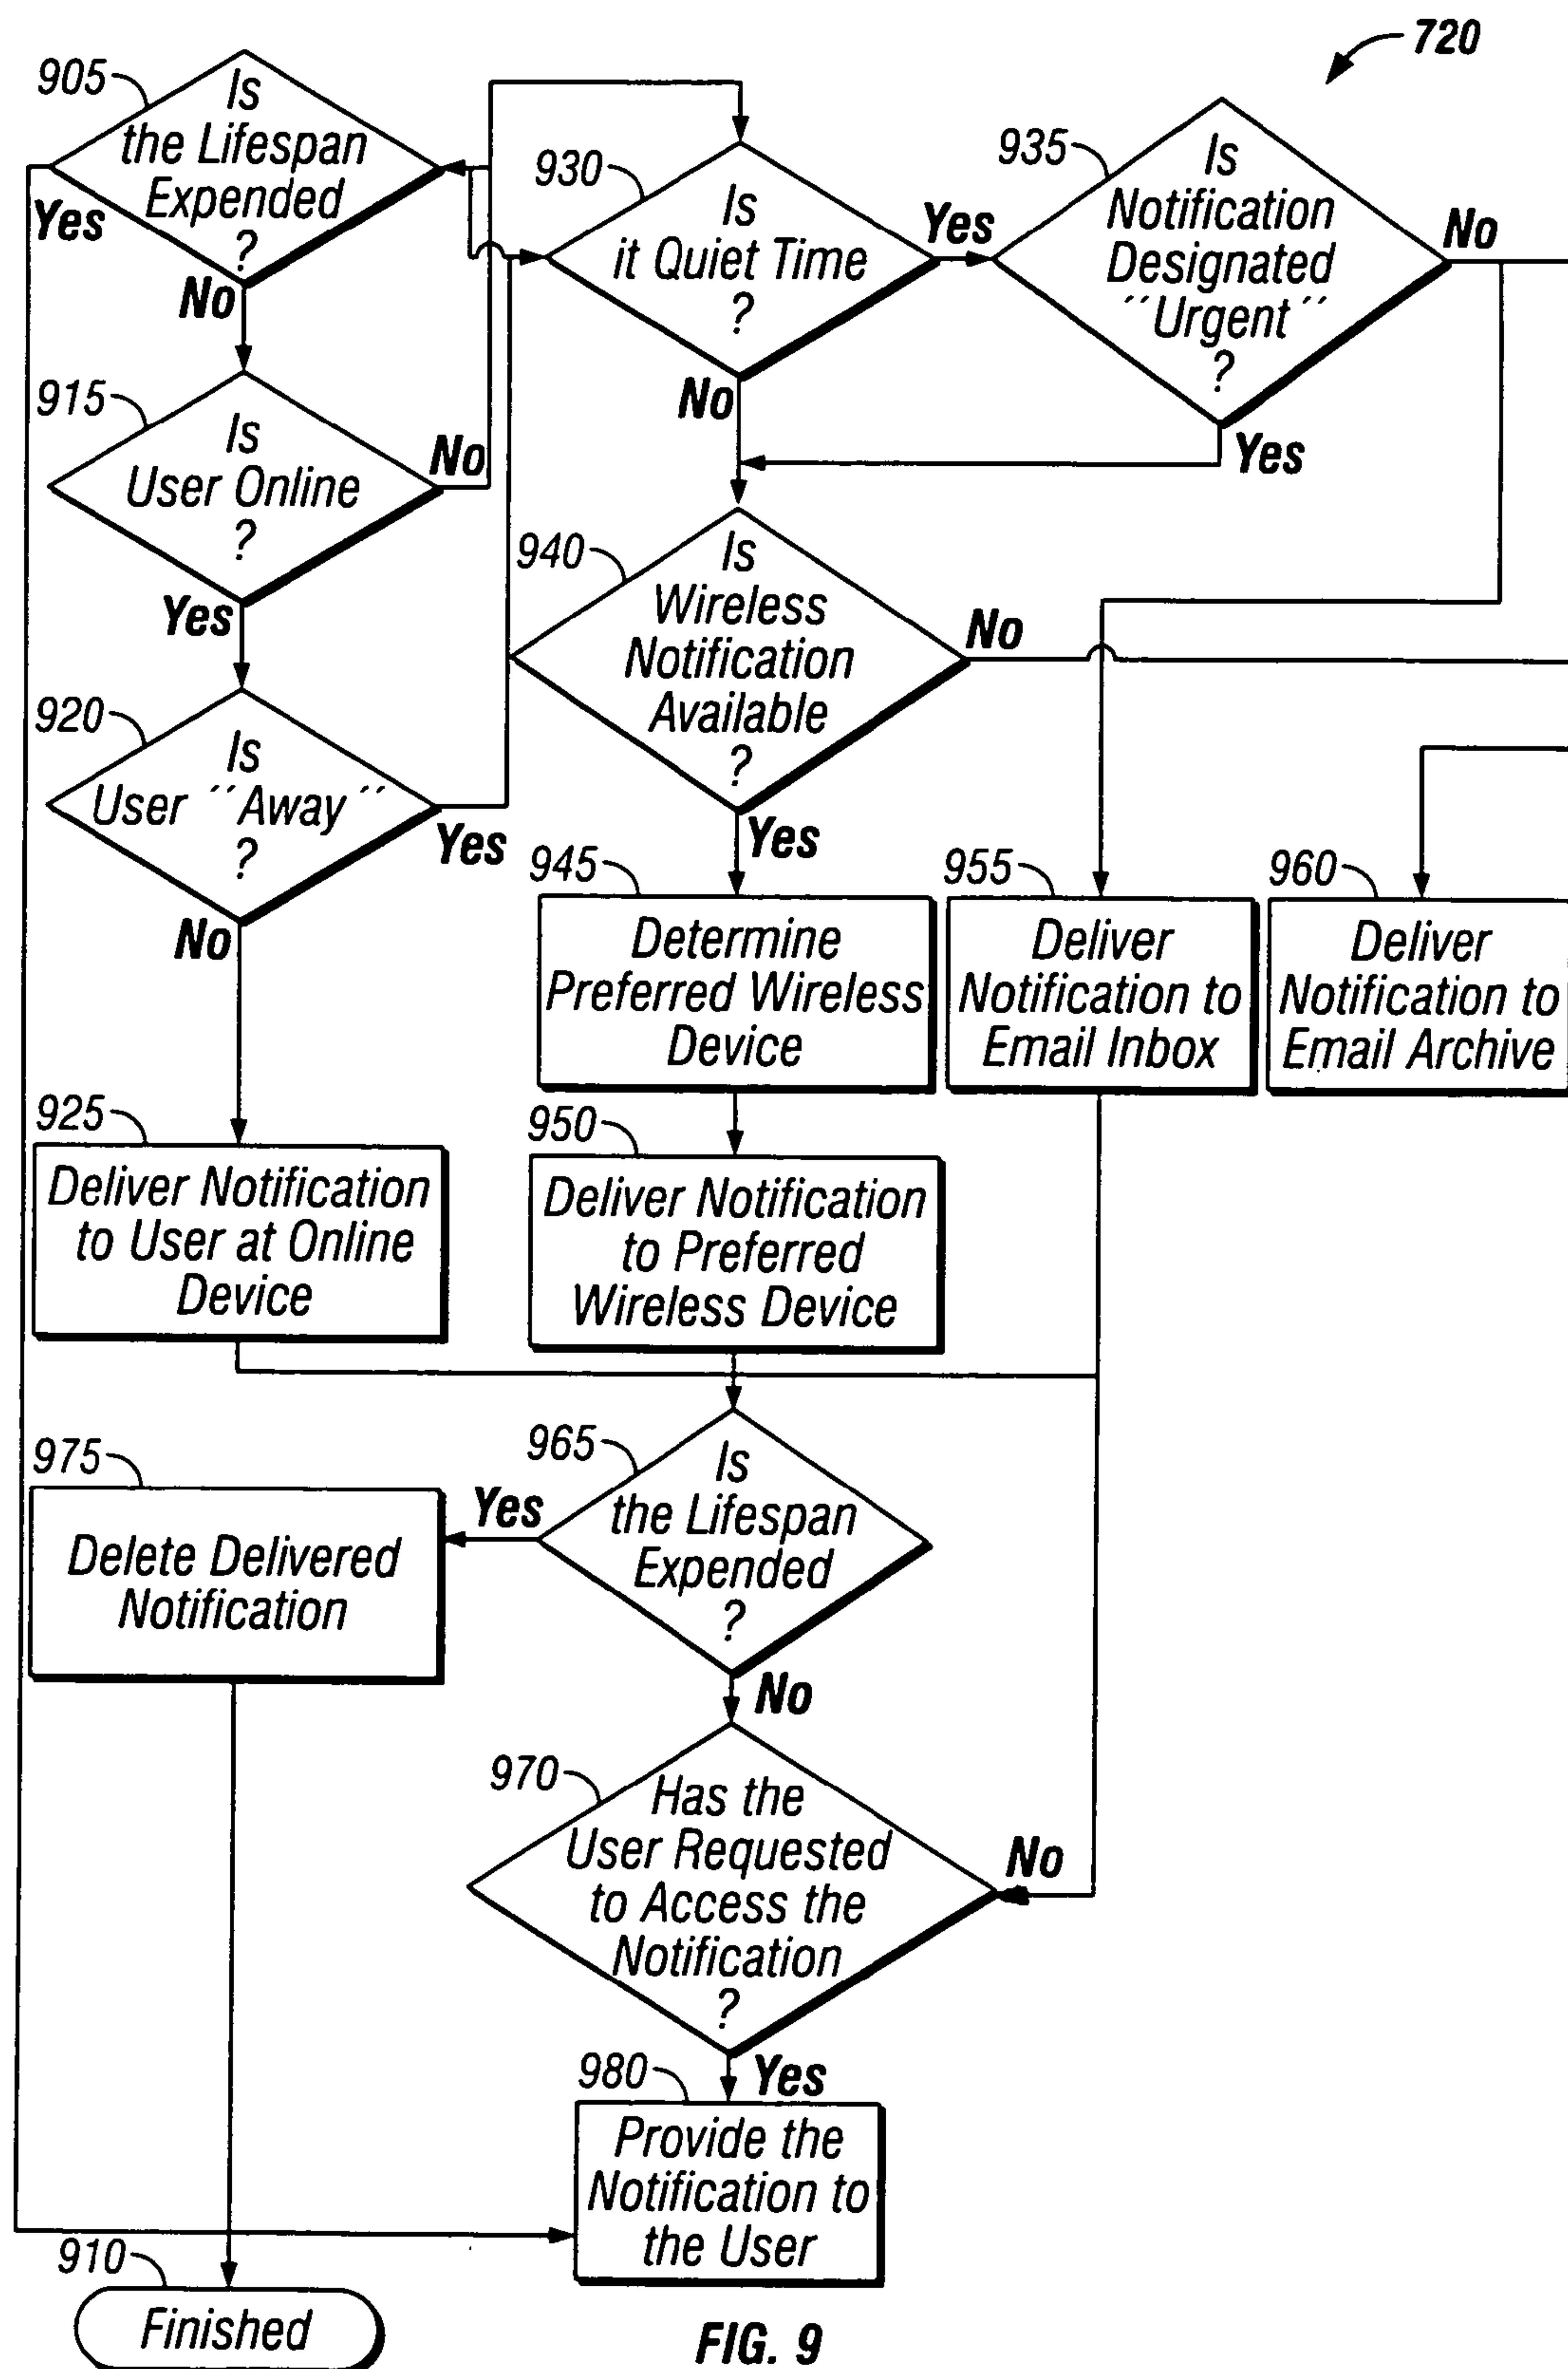 720
905
Is
the Lifespan
Expended
?
Yes
No
930
Is
it Quiet Time
?
Yes
No
935
Is
Notification
Designated
"Urgent"
?
No
Yes
915
Is
User Online
?
No
Yes
940
Is
Wireless
Notification
Available
?
No
Yes
920
Is
User "Away"
?
Yes
No
945
Determine
Preferred Wireless
Device
955
Deliver
Notification to
Email Inbox
960
Deliver
Notification to
Email Archive
925
Deliver Notification
to User at Online
Device
950
Deliver Notification
to Preferred
Wireless Device
965
Is
the Lifespan
Expended
?
Yes
No
975
Delete Delivered
Notification
970
Has the
User Requested
to Access the
Notification
?
No
Yes
980
Provide the
Notification to
the User
910
Finished
FIG. 9